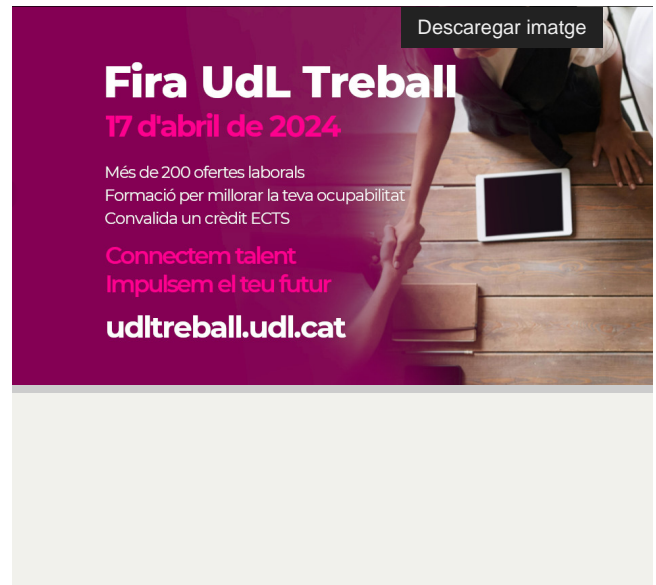 Descaregar imatge
Fira UdL Treball
17 d'abril de 2024
Més de 200 ofertes laborals
Formació per millorar la teva ocupabilitat
Convalida un crèdit ECTS
Connectem talent
Impulsem el teu futur
udltreball.udl.cat